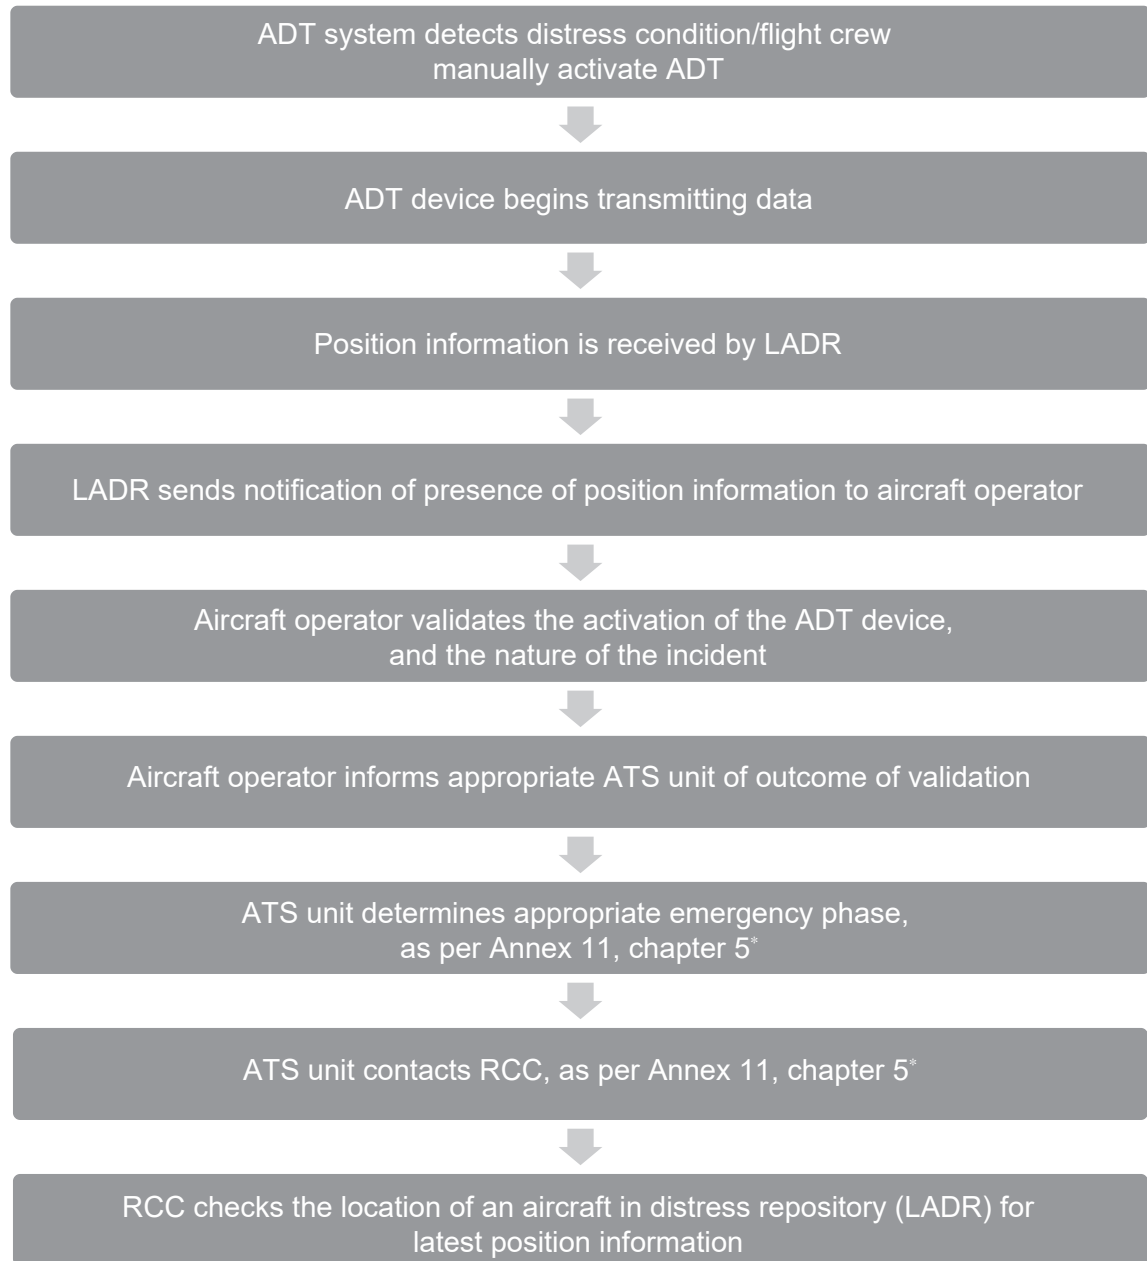 ADT system detects distress condition/flight crew
manually activate ADT
ADT device begins transmitting data
Position information is received by LADR
LADR sends notification of presence of position information to aircraft operator
Aircraft operator validates the activation of the ADT device,
and the nature of the incident
Aircraft operator informs appropriate ATS unit of outcome of validation
ATS unit determines appropriate emergency phase,
as per Annex 11, chapter 5*
ATS unit contacts RCC, as per Annex 11, chapter 5*
RCC checks the location of an aircraft in distress repository (LADR) for
latest position information